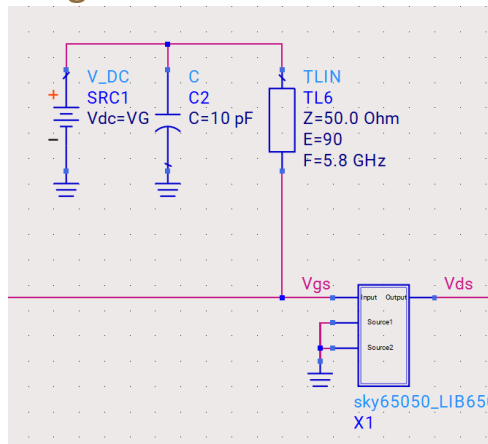 V_DC
SRC1
Vdc=VG
C
C2
C=10 pF
TLIN
TL6
Z=50.0 Ohm
E=90
F=5.8 GHz
Vgs
Vds
Input Output
Source1
Source2
sky65050_LIB650
X1